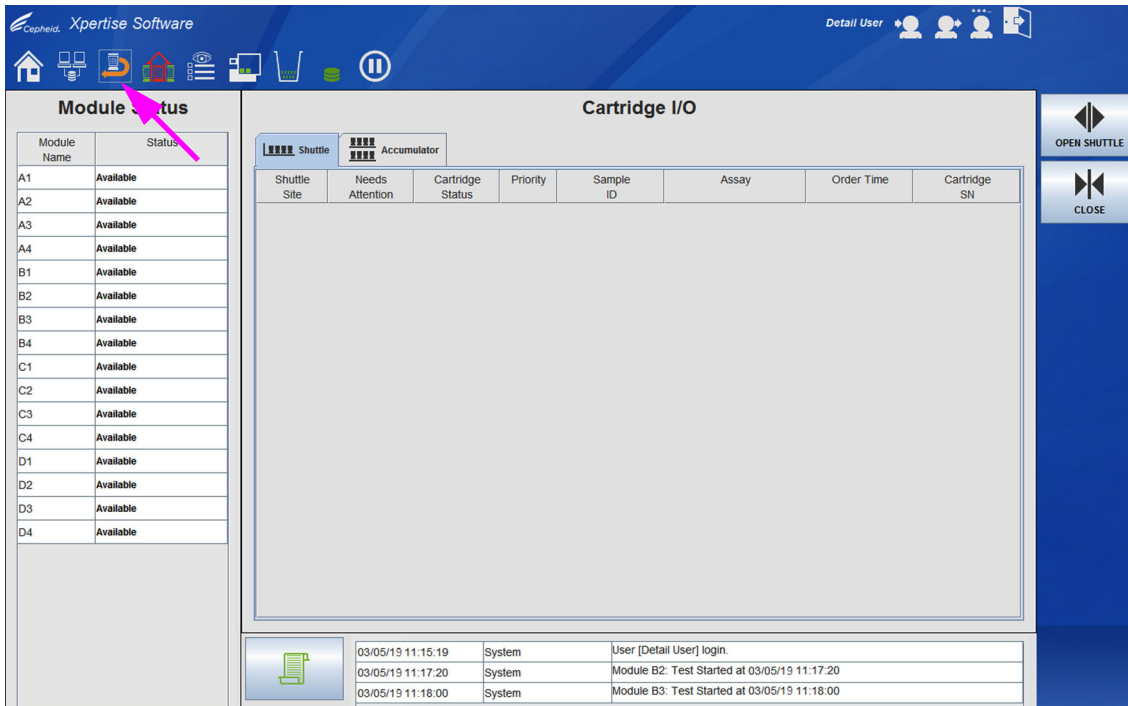 Cepheid. Xpertise Software
Detail User
Module Status
Cartridge I/O
OPEN SHUTTLE
CLOSE
Module Name Status
A1 Available
A2 Available
A3 Available
A4 Available
B1 Available
B2 Available
B3 Available
B4 Available
C1 Available
C2 Available
C3 Available
C4 Available
D1 Available
D2 Available
D3 Available
D4 Available
Shuttle
Accumulator
Shuttle Site Needs Attention Cartridge Status Priority Sample ID Assay Order Time Cartridge SN
03/05/19 11:15:19 System User [Detail User] login.
03/05/19 11:17:20 System Module B2: Test Started at 03/05/19 11:17:20
03/05/19 11:18:00 System Module B3: Test Started at 03/05/19 11:18:00